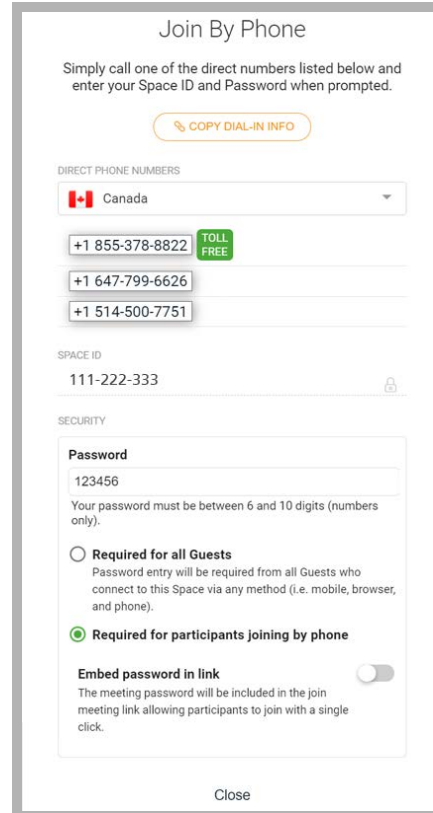 Join By Phone
Simply call one of the direct numbers listed below and
enter your Space ID and Password when prompted.
COPY DIAL-IN INFO
DIRECT PHONE NUMBERS
Canada
+1 855-378-8822 TOLL
FREE
+1 647-799-6626
+1 514-500-7751
SPACE ID
111-222-333
SECURITY
Password
123456
Your password must be between 6 and 10 digits (numbers
only).
Required for all Guests
Password entry will be required from all Guests who
connect to this Space via any method (i.e. mobile, browser,
and phone).
Required for participants joining by phone
Embed password in link
The meeting password will be included in the join
meeting link allowing participants to join with a single
click.
Close